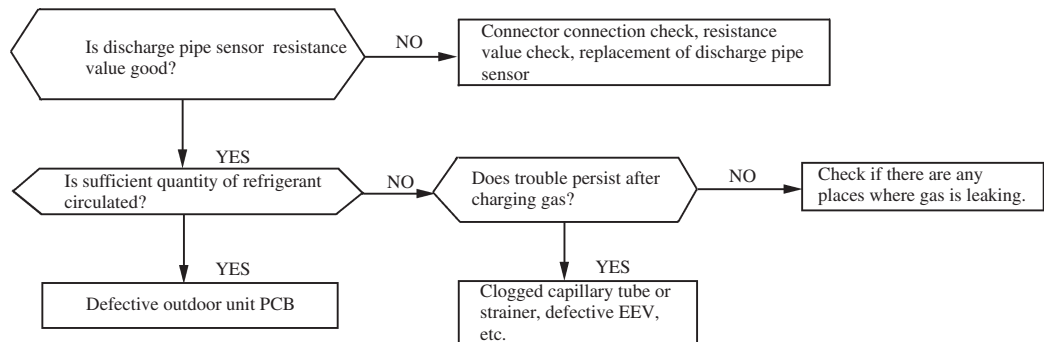 Is discharge pipe sensor resistance
value good?
NO
Connector connection check, resistance
value check, replacement of discharge pipe
sensor
YES
Is sufficient quantity of refrigerant
circulated?
NO
Does trouble persist after
charging gas?
NO
Check if there are any
places where gas is leaking.
YES
Defective outdoor unit PCB
YES
Clogged capillary tube or
strainer, defective EEV,
etc.